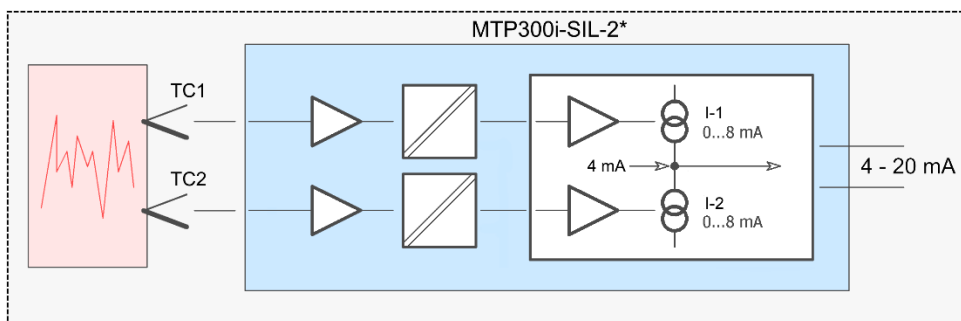 MTP300i-SIL-2*
TC1
I-1
0...8 mA
4 mA
4 - 20 mA
TC2
I-2
0...8 mA